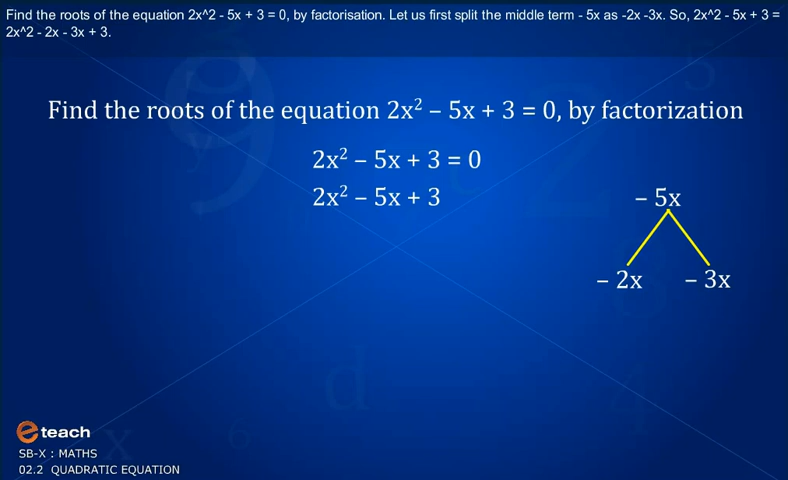 Find the roots of the equation 2x^2 - 5x + 3 = 0, by factorisation. Let us first split the middle term - 5x as -2x -3x. So, 2x^2 - 5x + 3 =
2x^2 - 2x - 3x + 3.
Find the roots of the equation 2x² – 5x + 3 = 0, by factorization
2x² – 5x + 3 = 0
2x² – 5x + 3
– 5x
– 2x – 3x
e teach
SB-X : MATHS
02.2 QUADRATIC EQUATION